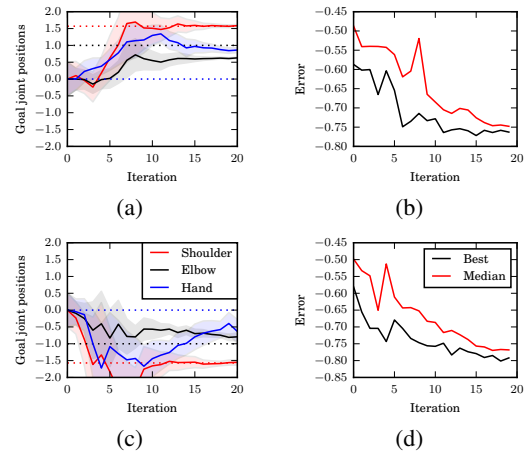 2.0
1.5
1.0
0.5
0.0
−0.5
−1.0
−1.5
−2.0
Goal joint positions
0 5 10 15 20
Iteration
(a)
−0.45
−0.50
−0.55
−0.60
−0.65
−0.70
−0.75
−0.80
Error
0 5 10 15 20
Iteration
(b)
2.0
1.5
1.0
0.5
0.0
−0.5
−1.0
−1.5
−2.0
Goal joint positions
Shoulder
Elbow
Hand
0 5 10 15 20
Iteration
(c)
−0.45
−0.50
−0.55
−0.60
−0.65
−0.70
−0.75
−0.80
−0.85
Error
Best
Median
0 5 10 15 20
Iteration
(d)